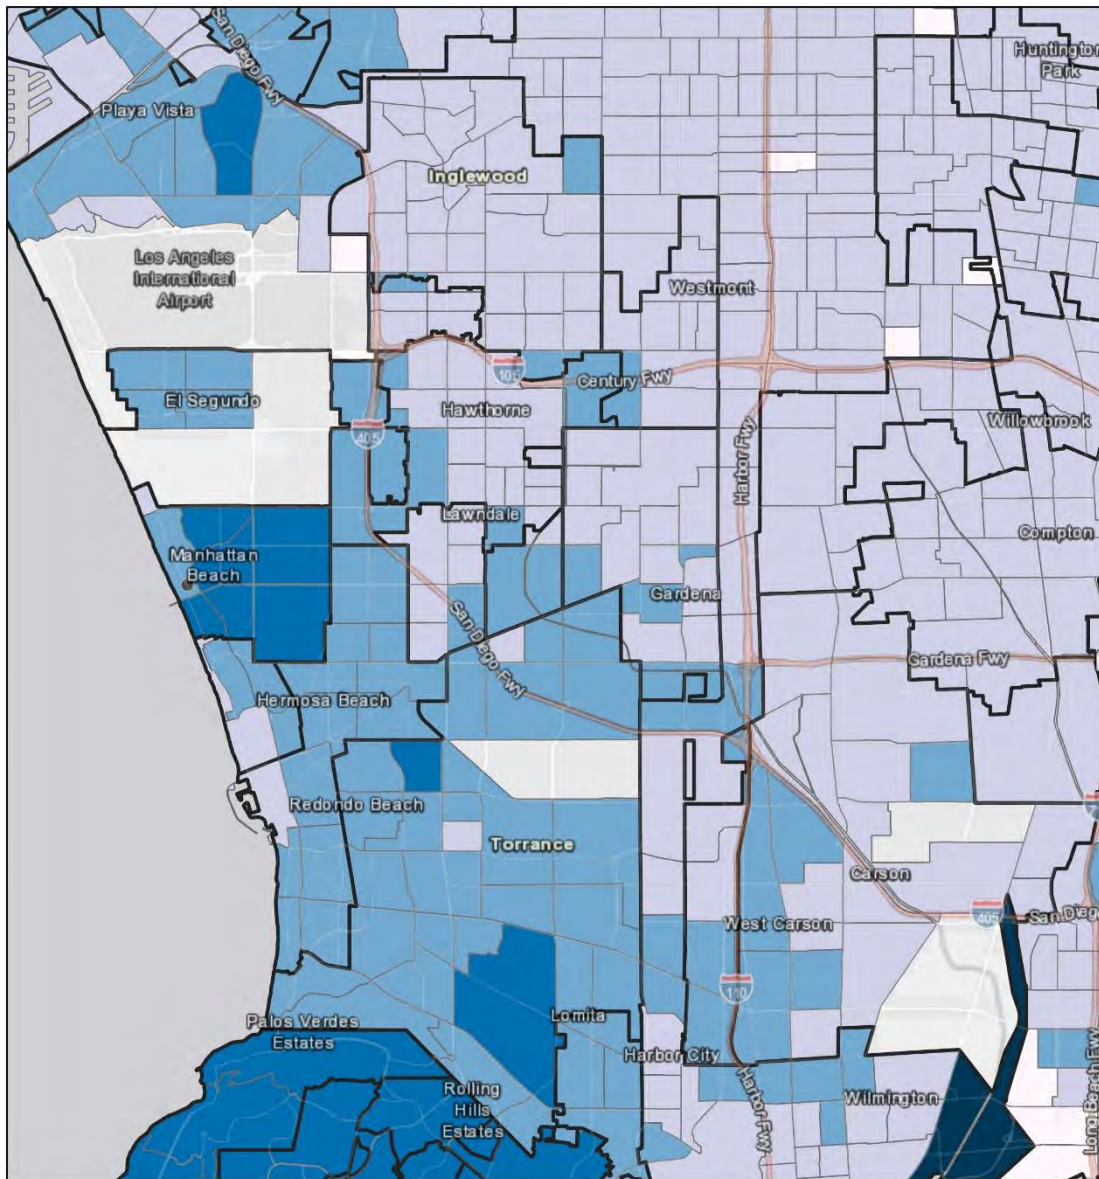 San Diego Fwy
Huntington
Park
Playa Vista
Inglewood
Los Angeles
International
Airport
Westmont
105
Century Fwy
El Segundo
Hawthorne
405
Harbor Fwy
Willowbrook
Lawndale
Compton
Manhattan
Beach
Gardena
San Diego Fwy
Gardena Fwy
Hermosa Beach
Redondo Beach
Torrance
Carson
West Carson
405
San Dieg
110
Palos Verdes
Estates
Lomita
Harbor City
Rolling
Hills
Estates
Harbor Fwy
Wilmington
Long Beach Fwy